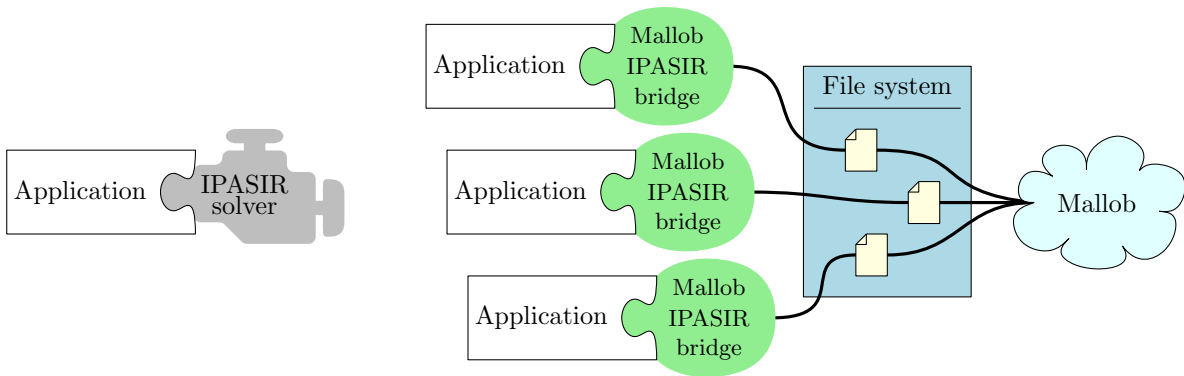 Application
IPASIR
solver
Application
Mallob
IPASIR
bridge
Application
Mallob
IPASIR
bridge
Application
Mallob
IPASIR
bridge
File system
Mallob